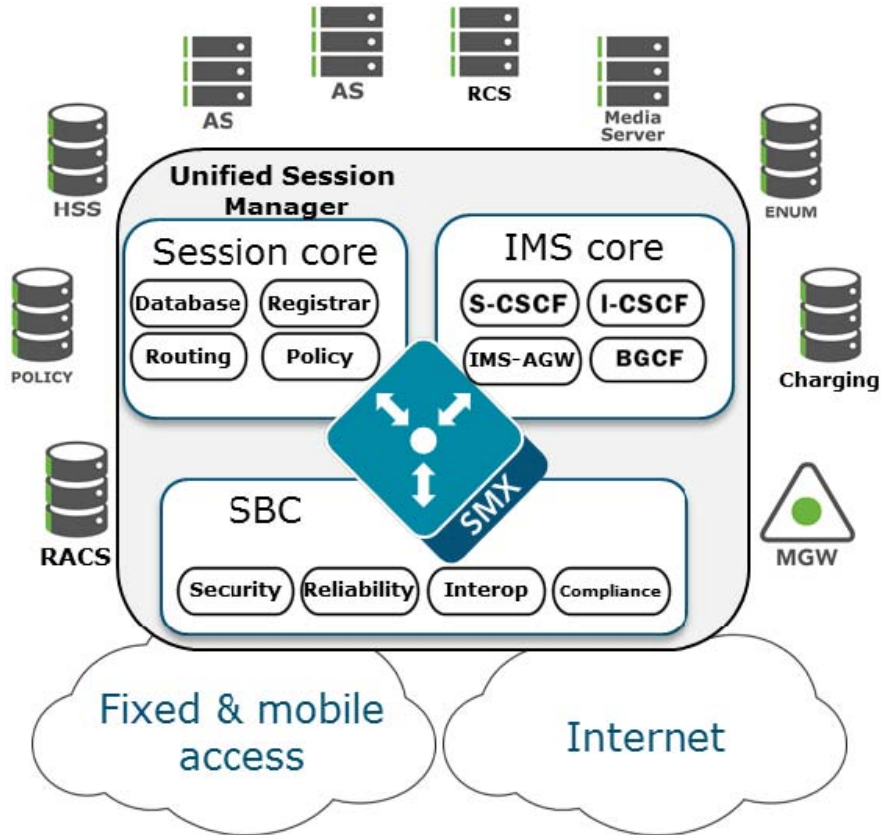 AS
AS
RCS
Media
Server
HSS
ENUM
Unified Session
Manager
Session core
Database
Registrar
Routing
Policy
IMS core
S-CSCF
I-CSCF
IMS-AGW
BGCF
POLICY
Charging
RACS
MGW
SMX
SBC
Security
Reliability
Interop
Compliance
Fixed & mobile
access
Internet